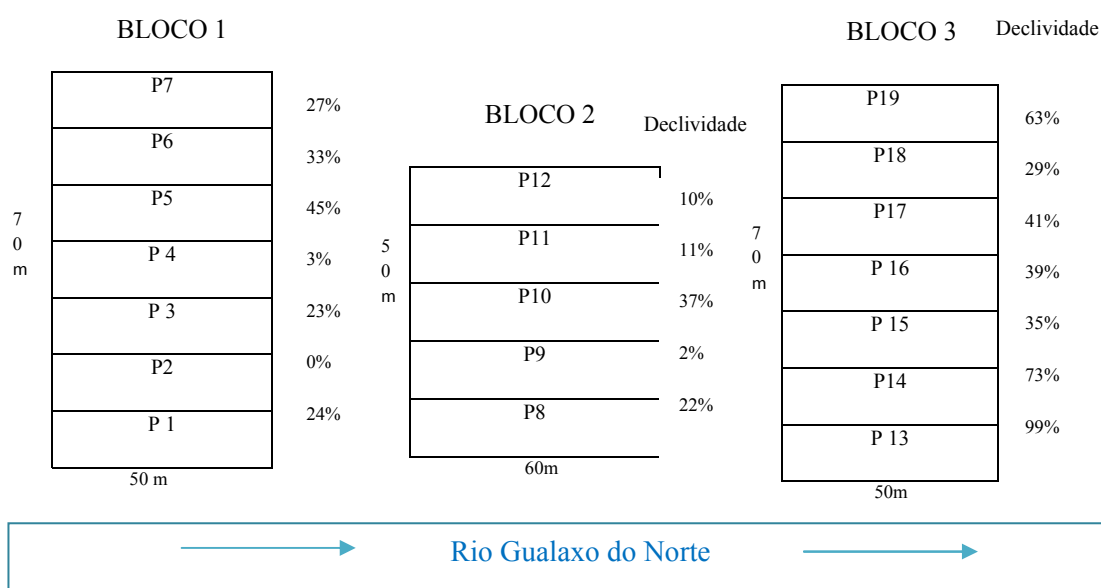 BLOCO 1
P7
27%
P6
33%
P5
45%
P 4
3%
P 3
23%
P2
0%
P 1
24%
7
0
m
50 m
BLOCO 2
Declividade
P12
10%
P11
11%
P10
37%
P9
2%
P8
22%
5
0
m
60m
BLOCO 3
Declividade
P19
63%
P18
29%
P17
41%
P 16
39%
P 15
35%
P14
73%
P 13
99%
7
0
m
50m
Rio Gualaxo do Norte